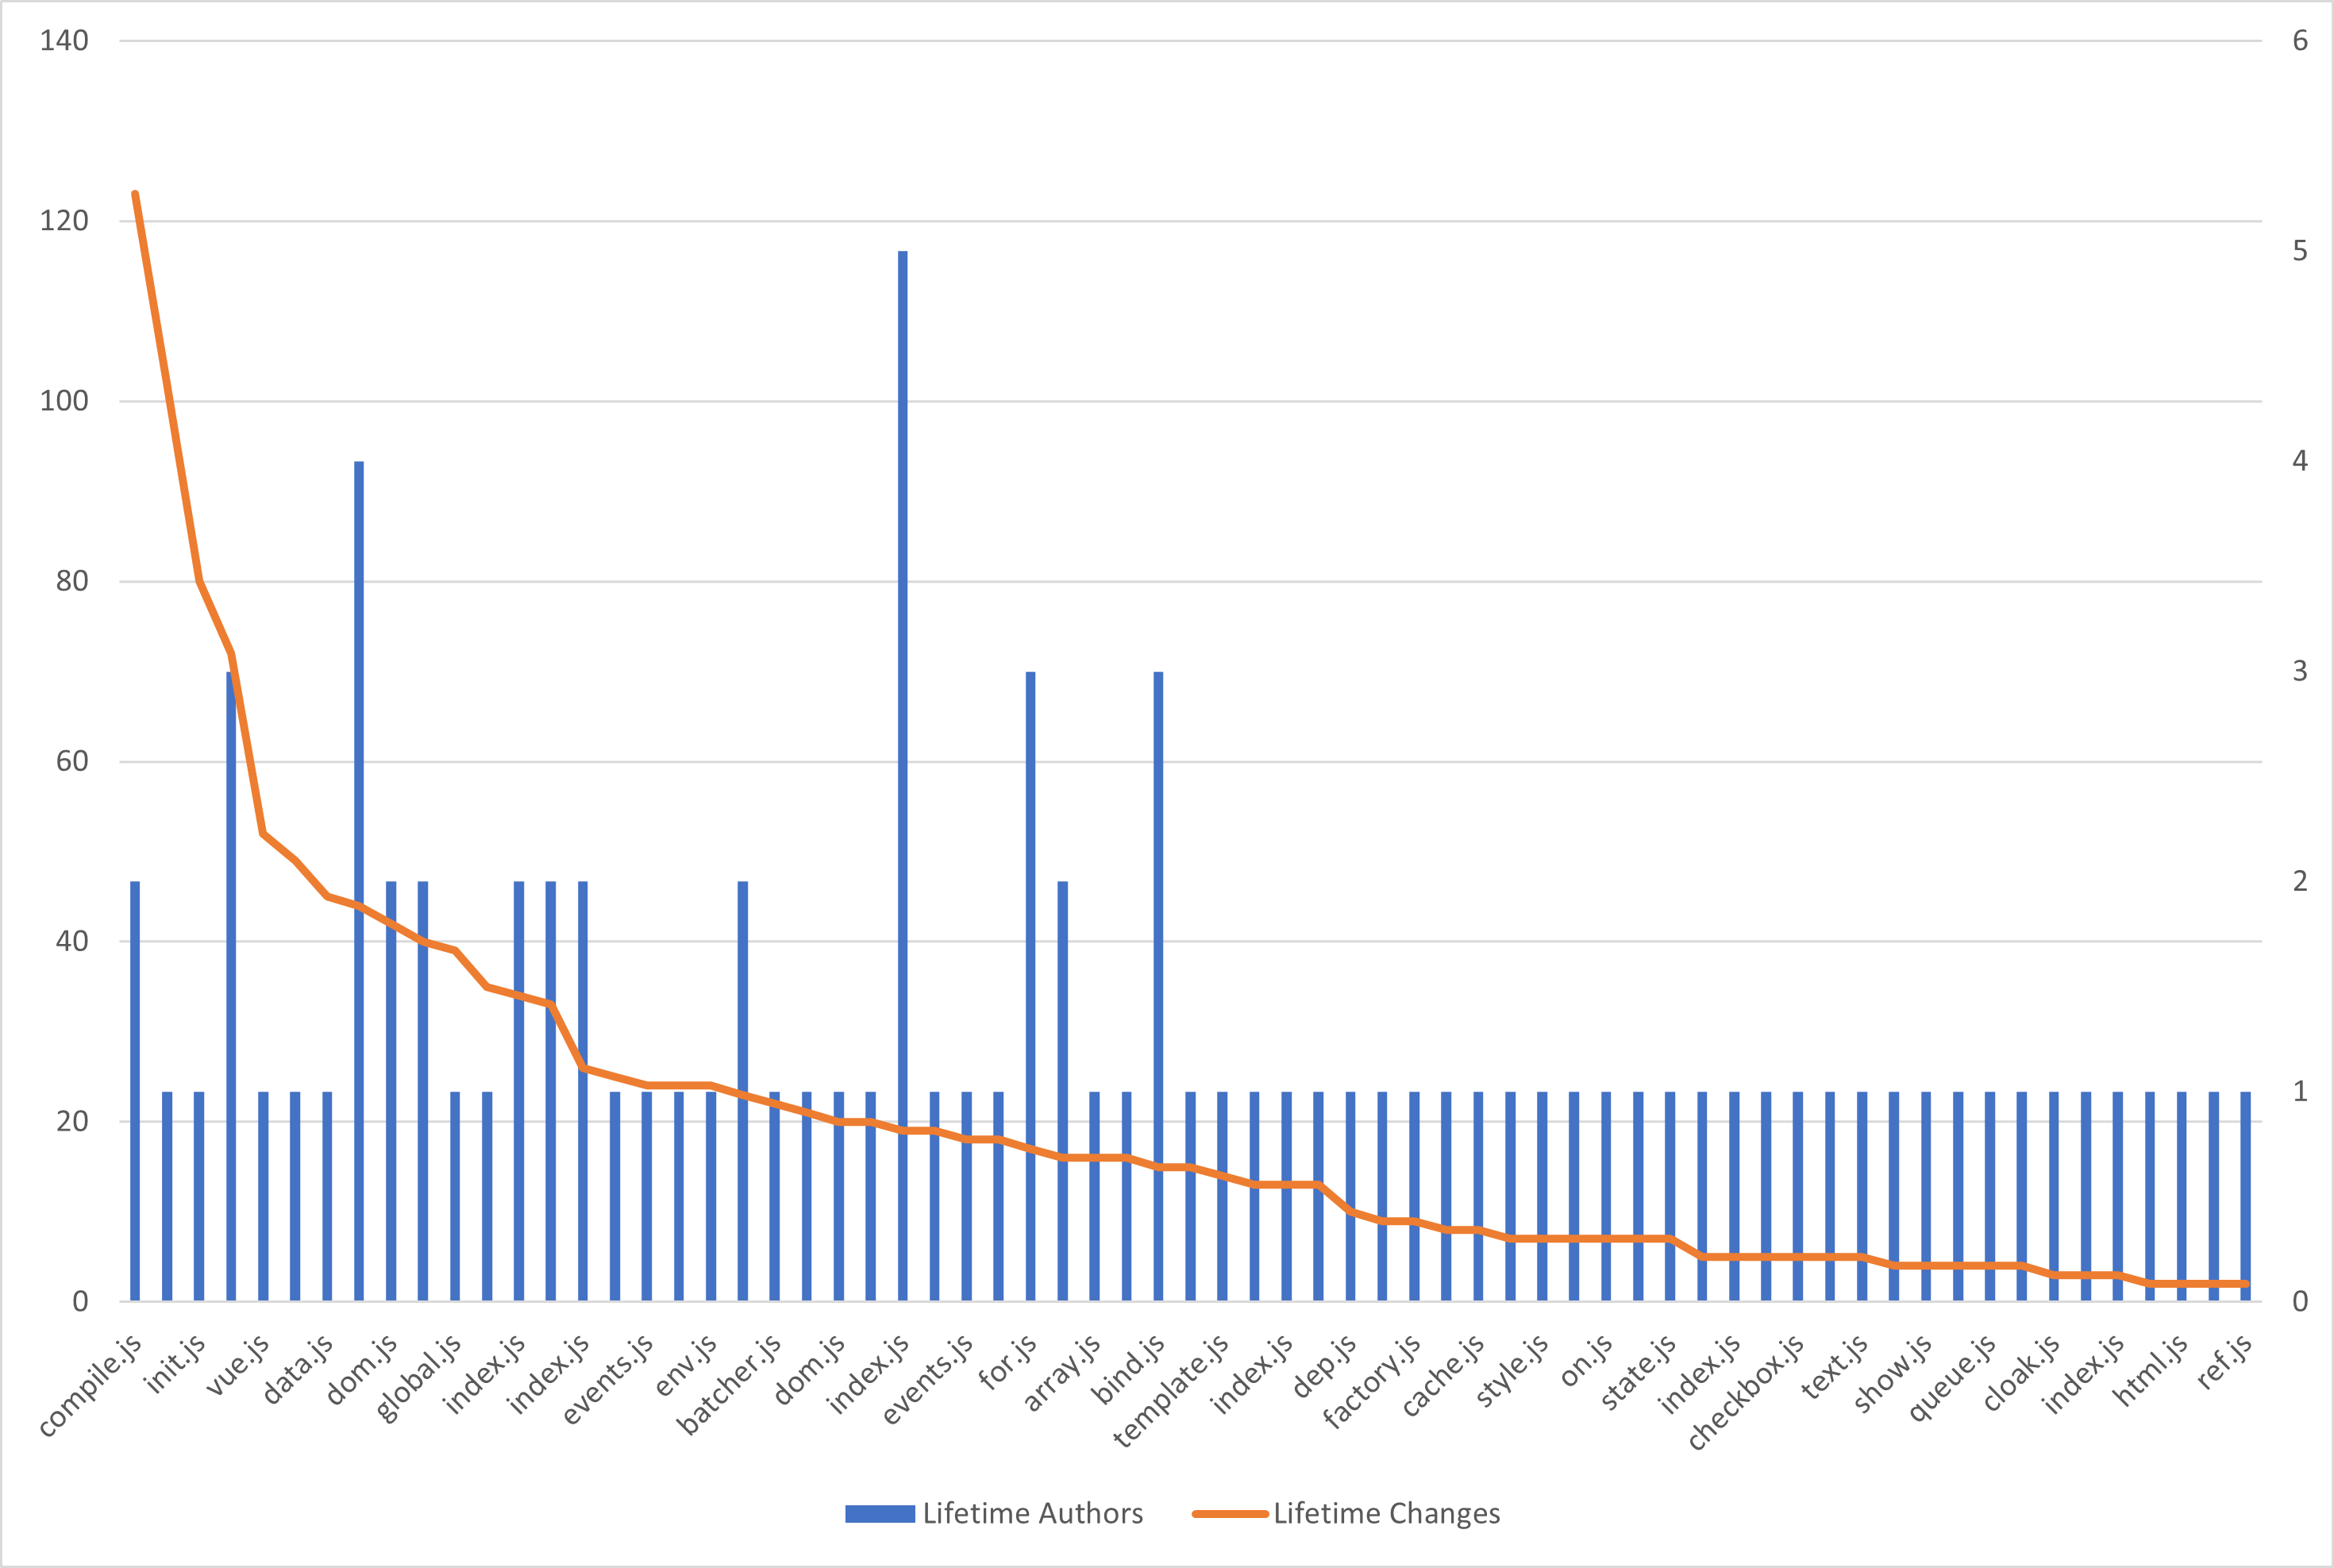 140
120
100
80
60
40
20
0
6
5
4
3
2
1
0
compile.js
init.js
vue.js
data.js
dom.js
global.js
index.js
index.js
events.js
env.js
batcher.js
dom.js
index.js
events.js
for.js
array.js
bind.js
template.js
index.js
dep.js
factory.js
cache.js
style.js
on.js
state.js
index.js
checkbox.js
text.js
show.js
queue.js
cloak.js
index.js
html.js
ref.js
Lifetime Authors
Lifetime Changes